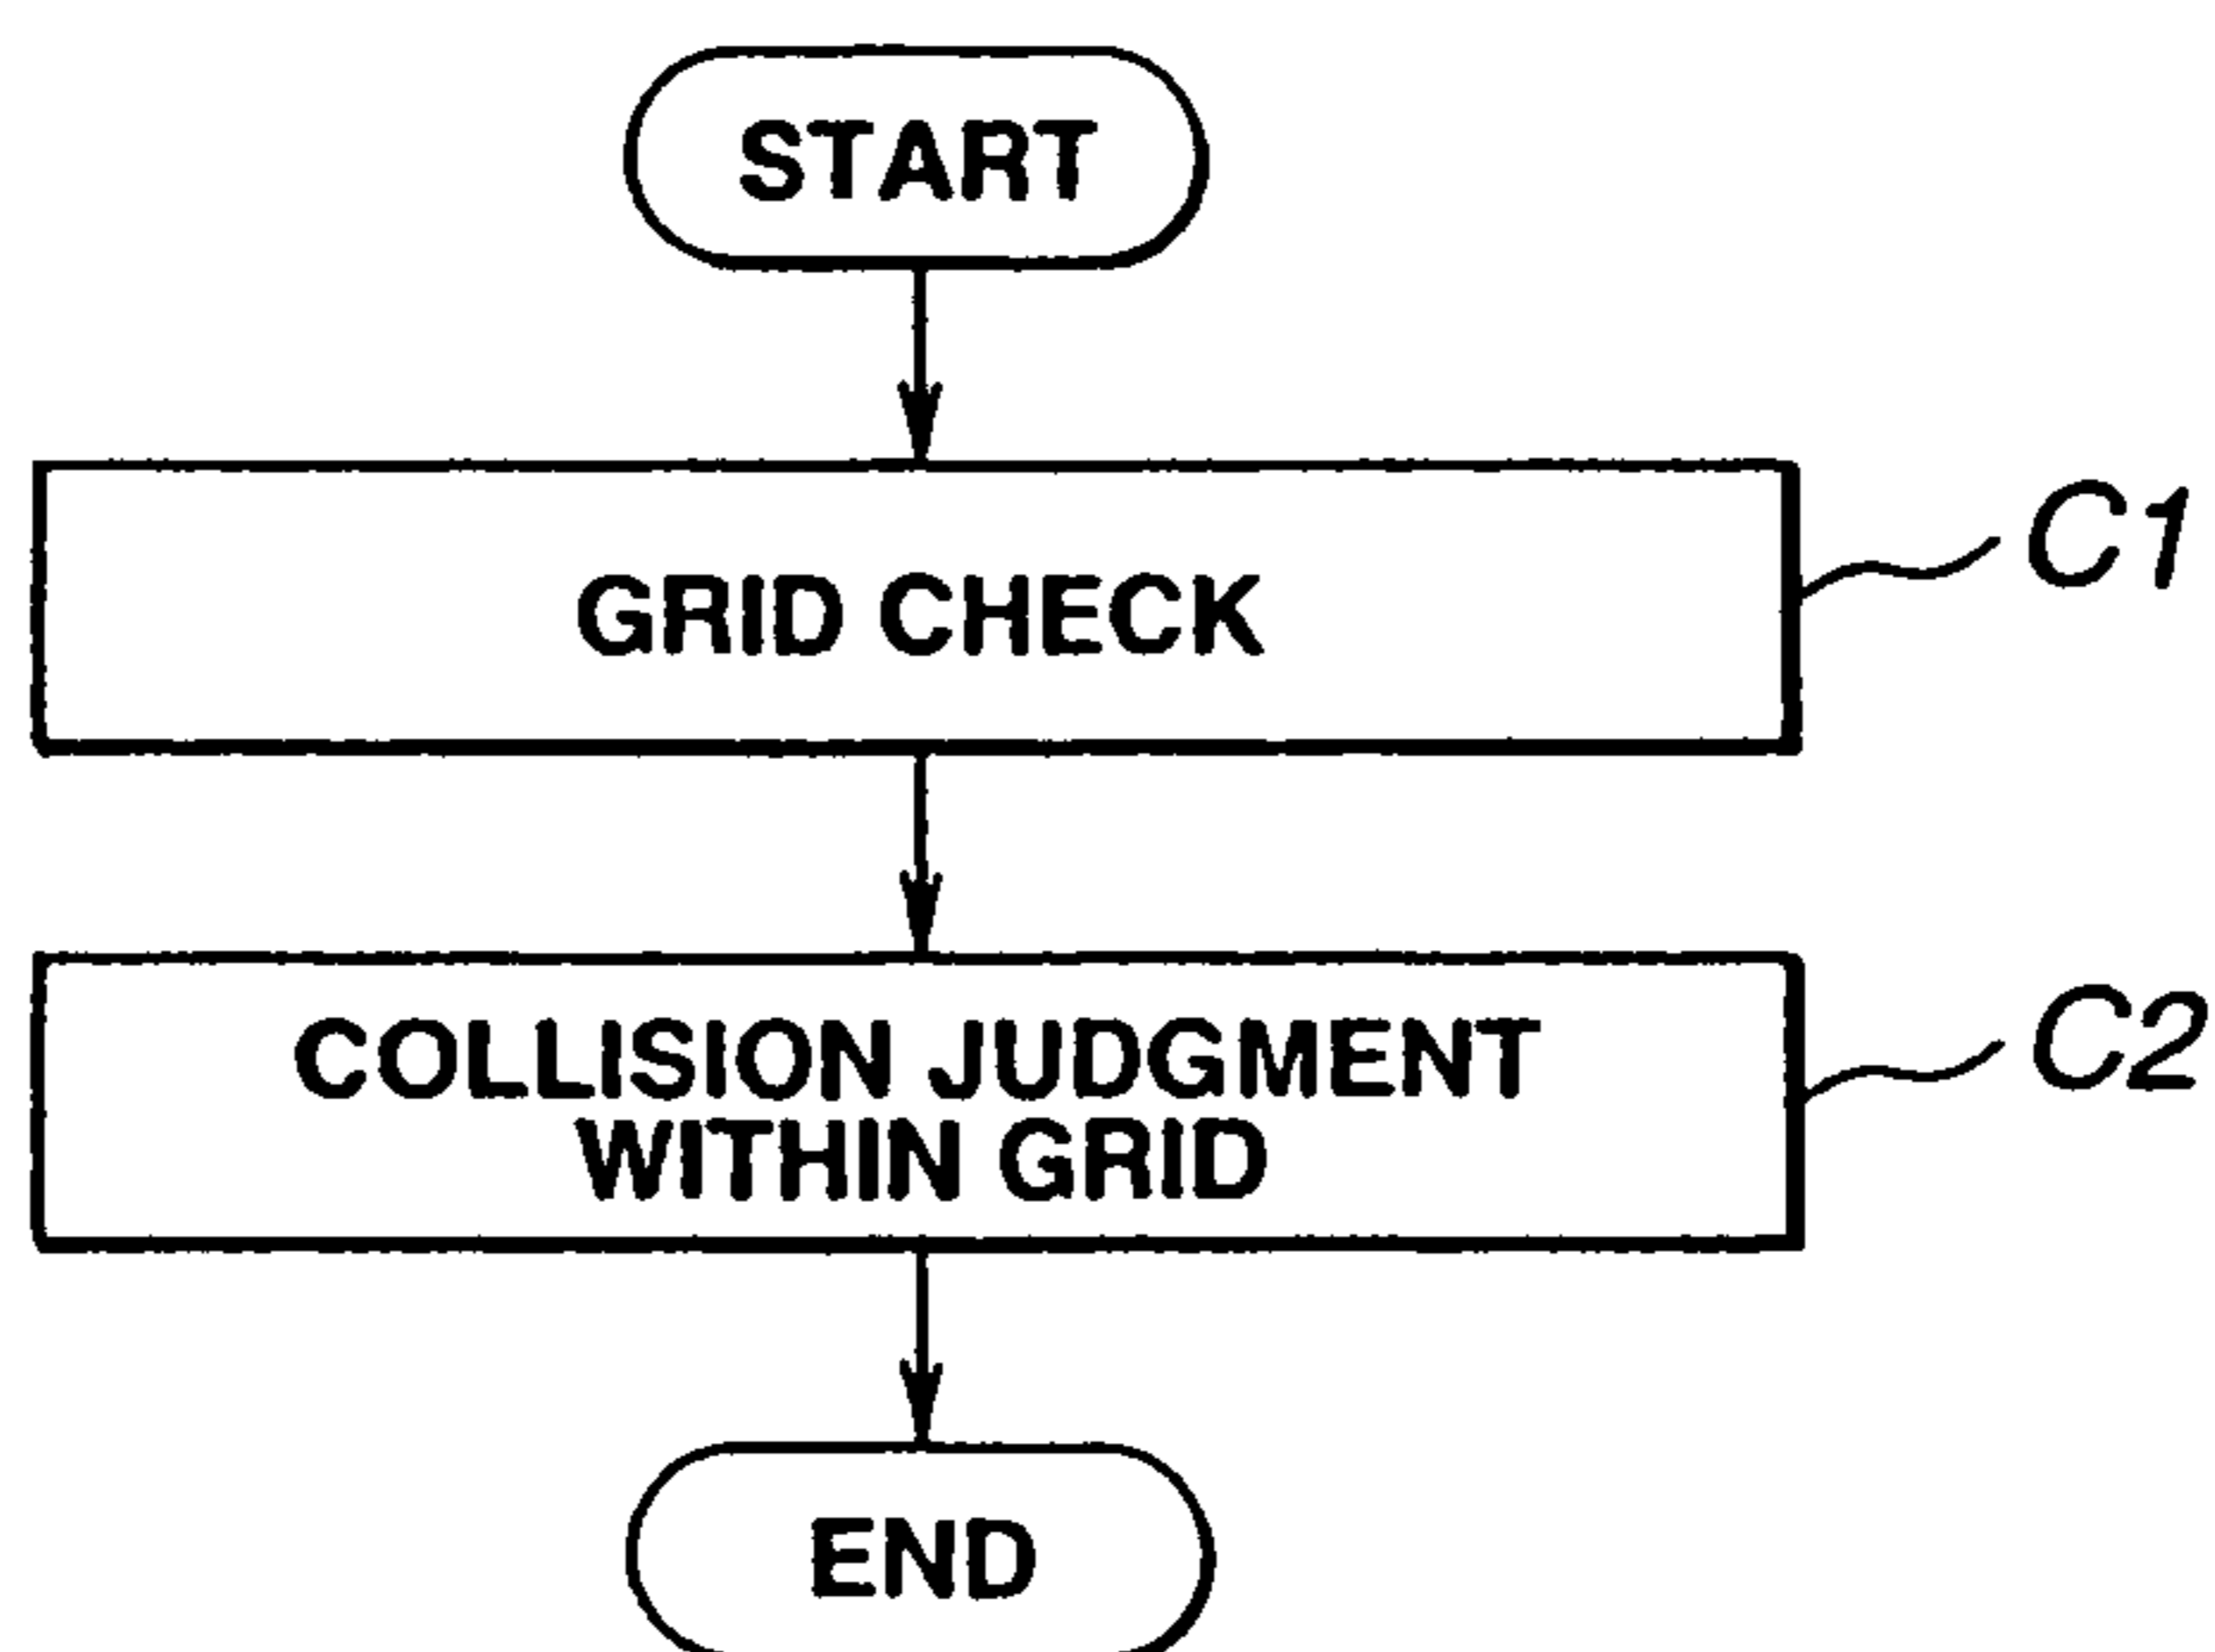 START
GRID CHECK
C1
COLLISION JUDGMENT
WITHIN GRID
C2
END